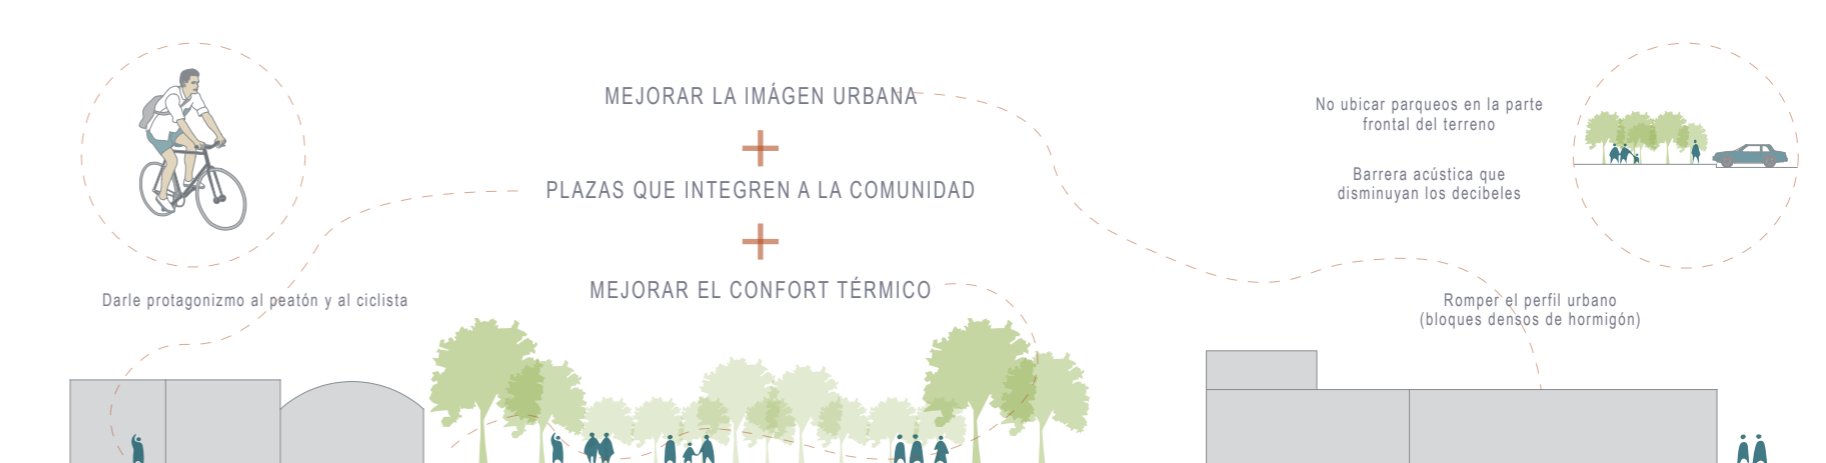 MEJORAR LA IMÁGEN URBANA
+
PLAZAS QUE INTEGREN A LA COMUNIDAD
+
MEJORAR EL CONFORT TÉRMICO
Darle protagonizmo al peatón y al ciclista
No ubicar parqueos en la parte
frontal del terreno
Barrera acústica que
disminuyan los decibeles
Romper el perfil urbano
(bloques densos de hormigón)